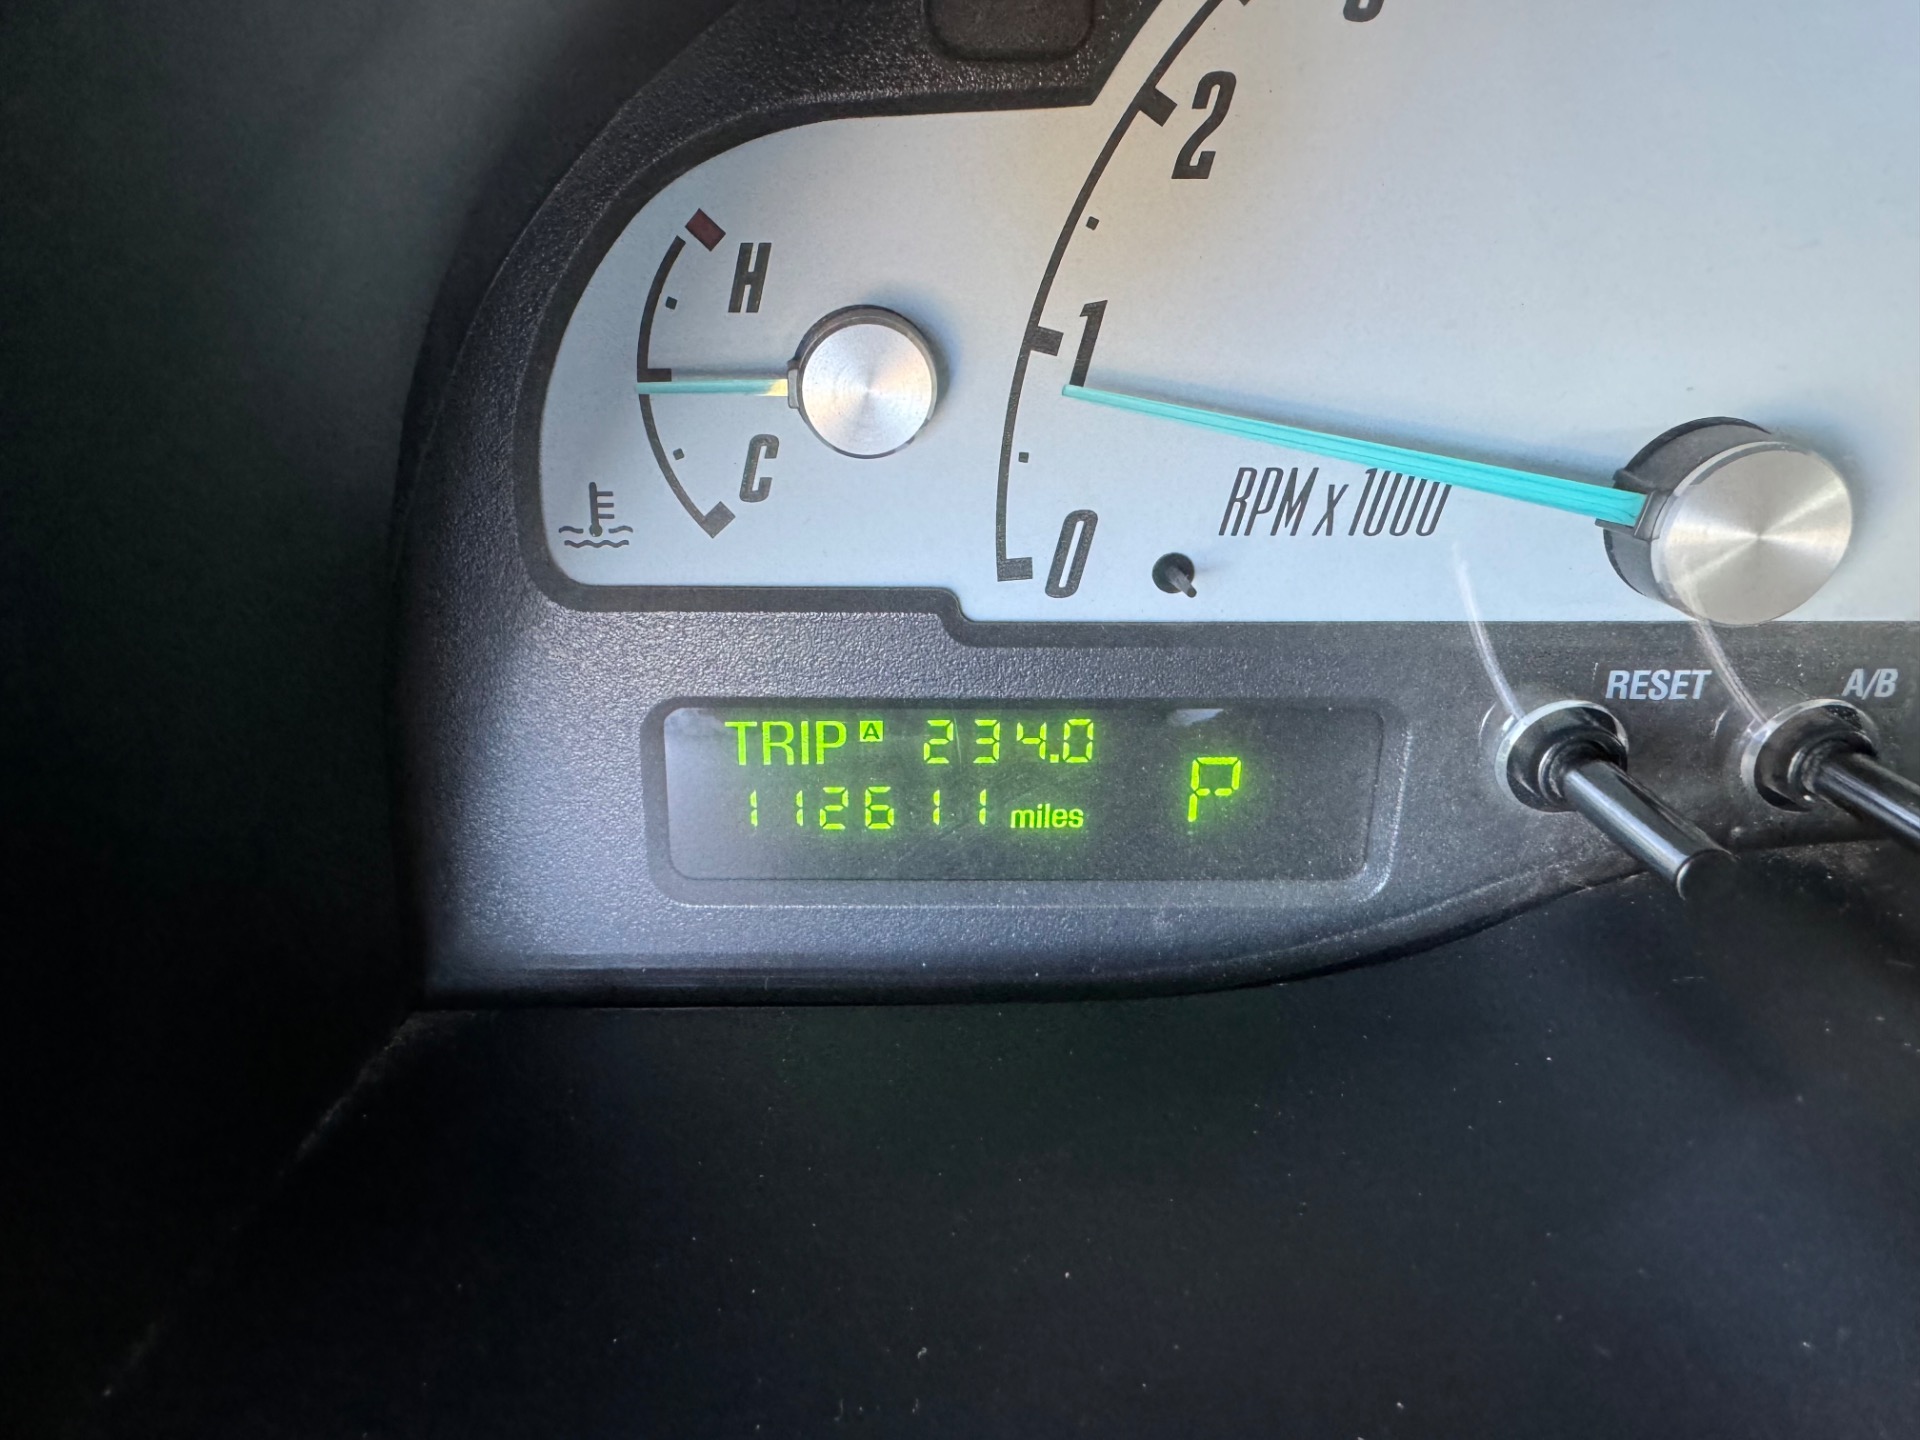 2
H
1
C
RPM x 1000
0
RESET
A/B
TRIP A 234.0
P
112611 miles